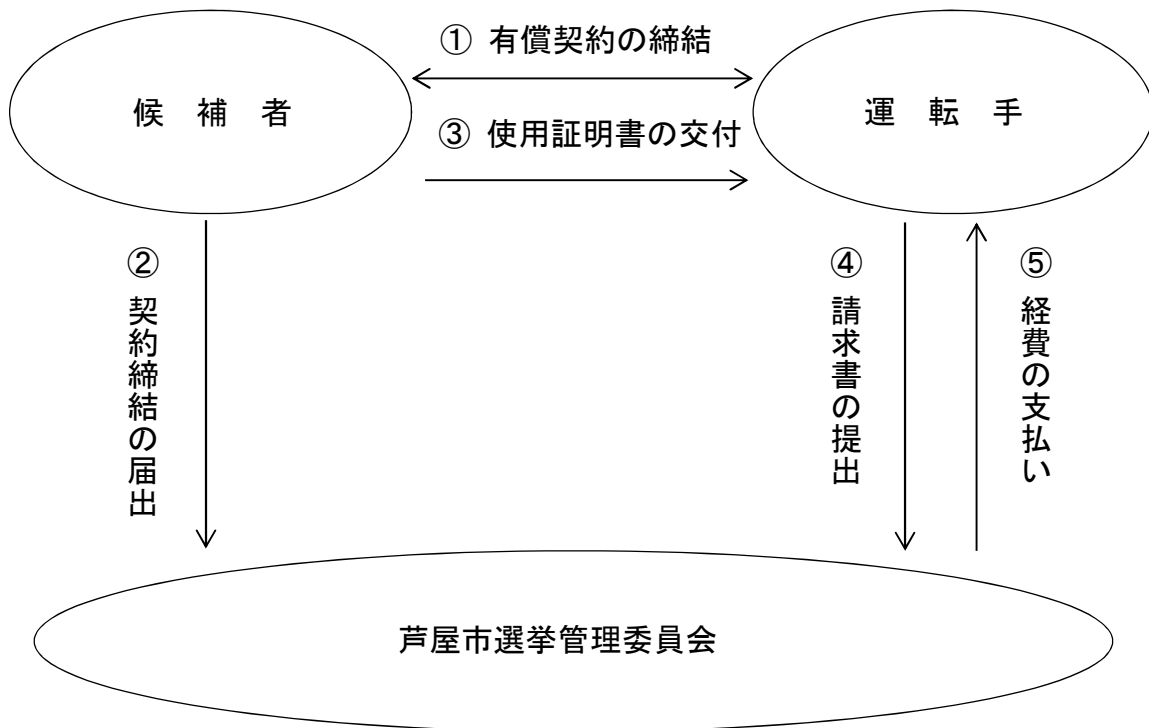 ① 有償契約の締結
候 補 者
運 転 手
③ 使用証明書の交付
② 契約締結の届出
④ 請求書の提出
⑤ 経費の支払い
芦屋市選挙管理委員会